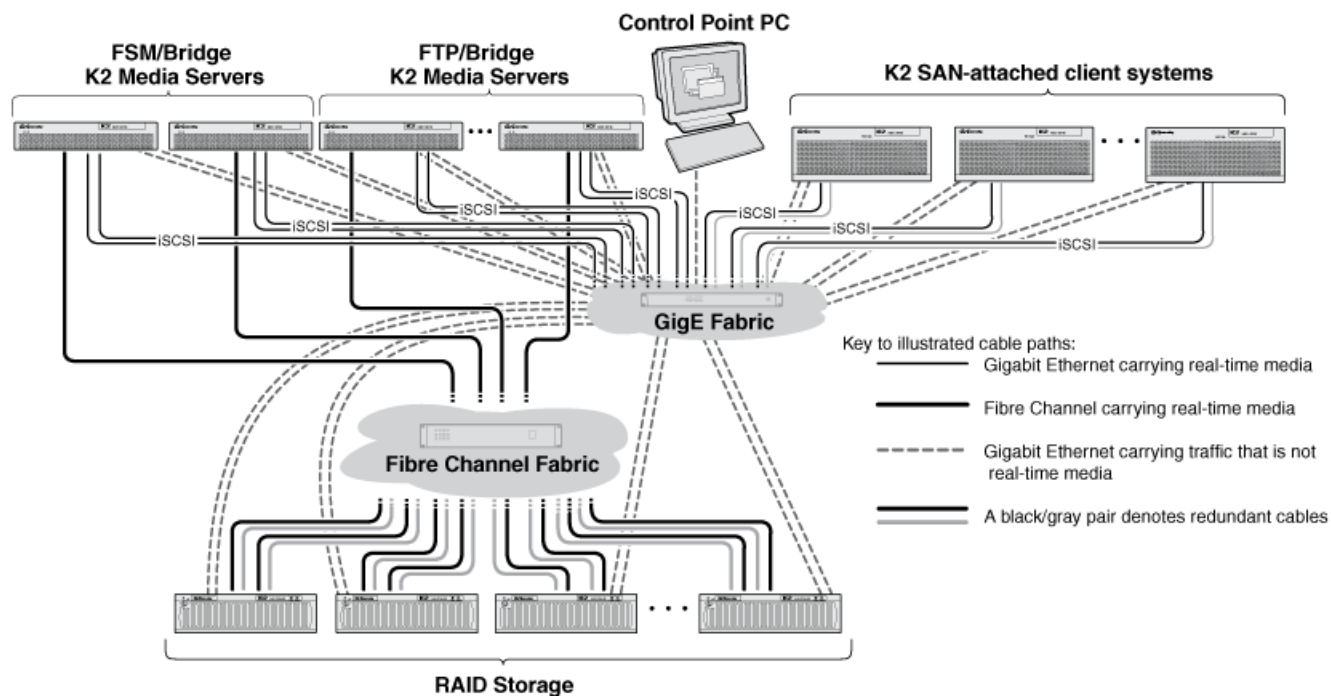 Control Point PC
FSM/Bridge
K2 Media Servers
FTP/Bridge
K2 Media Servers
K2 SAN-attached client systems
iSCSI
iSCSI
iSCSI
iSCSI
iSCSI
iSCSI
iSCSI
GigE Fabric
Key to illustrated cable paths:
Gigabit Ethernet carrying real-time media
Fibre Channel carrying real-time media
Gigabit Ethernet carrying traffic that is not
real-time media
A black/gray pair denotes redundant cables
Fibre Channel Fabric
RAID Storage